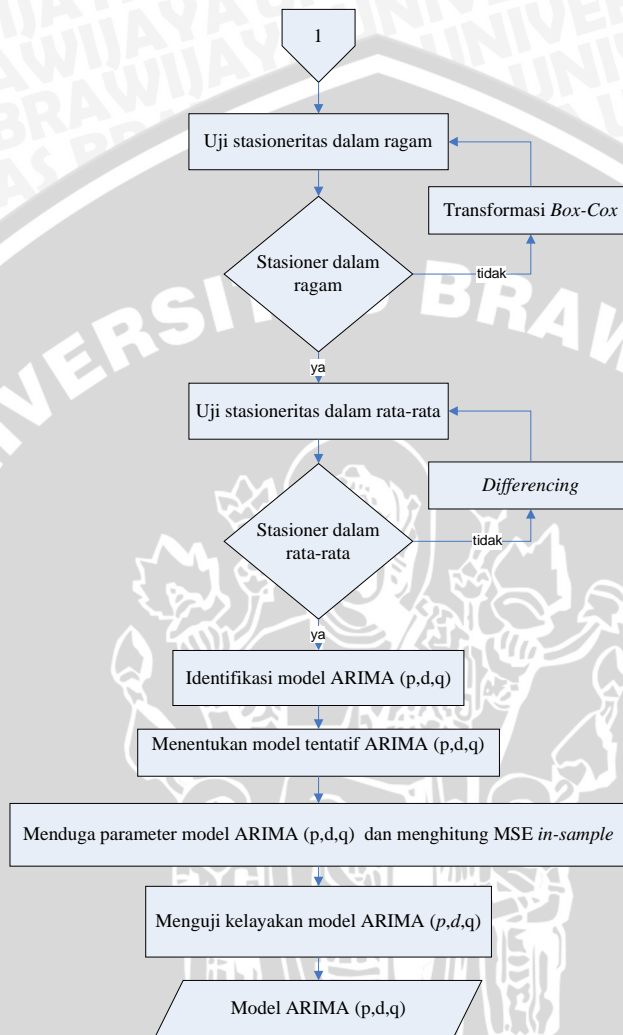 1
Uji stasioneritas dalam ragam
Transformasi Box-Cox
Stasioner dalam
ragam
tidak
ya
Uji stasioneritas dalam rata-rata
Differencing
Stasioner dalam
rata-rata
tidak
ya
Identifikasi model ARIMA (p,d,q)
Menentukan model tentatif ARIMA (p,d,q)
Menduga parameter model ARIMA (p,d,q) dan menghitung MSE in-sample
Menguji kelayakan model ARIMA (p,d,q)
Model ARIMA (p,d,q)